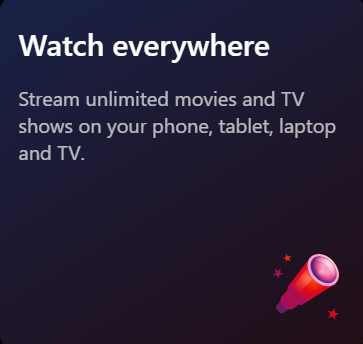 Watch everywhere
Stream unlimited movies and TV
shows on your phone, tablet, laptop
and TV.